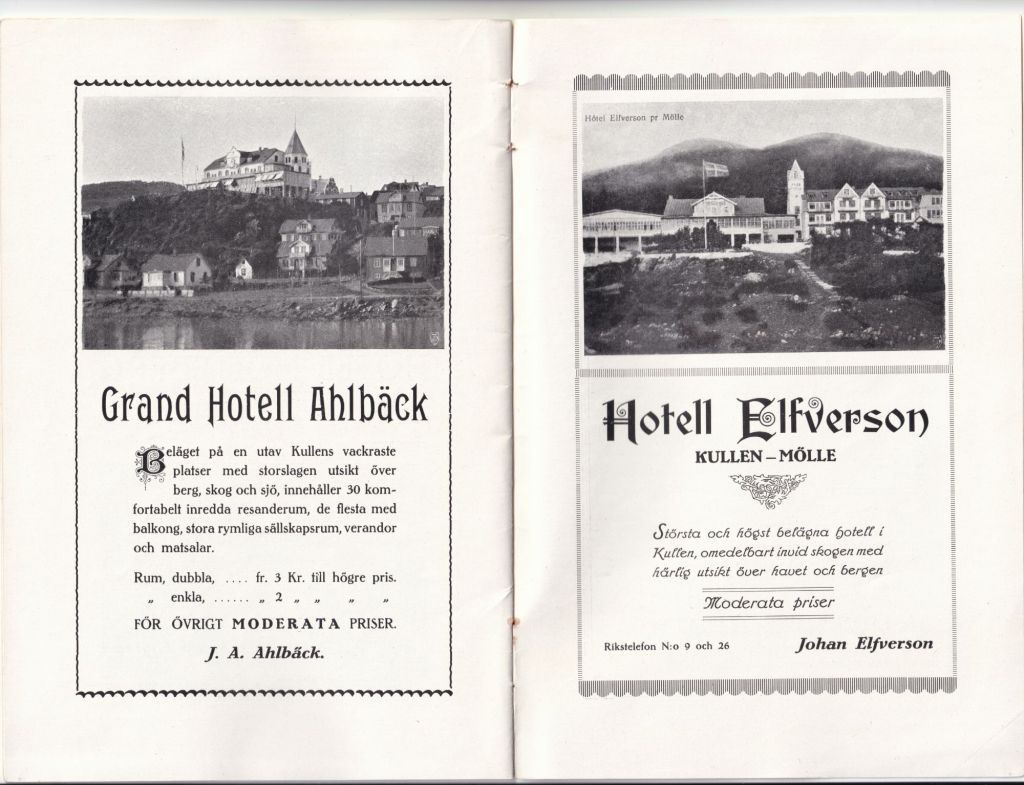 Grand Hotell Ahlbäck
Beläget på en utav Kullens vackraste
platser med storslagen utsikt över
berg, skog och sjö, innehåller 30 kom-
fortabelt inredda resanderum, de flesta med
balkong, stora rymliga sällskapsrum, verandor
och matsalar.
Rum, dubbla, .... fr. 3 Kr. till högre pris.
„ enkla, ...... „ 2 „ „ „ „
FÖR ÖVRIGT MODERATA PRISER.
J. A. Ahlbäck.
Hôtel Elfverson pr Mölle
Hotell Elfverson
KULLEN – MÖLLE
Största och högst belägna hotell i
Kullen, omedelbart invid skogen med
härlig utsikt över havet och bergen
Moderata priser
Rikstelefon N:o 9 och 26
Johan Elfverson